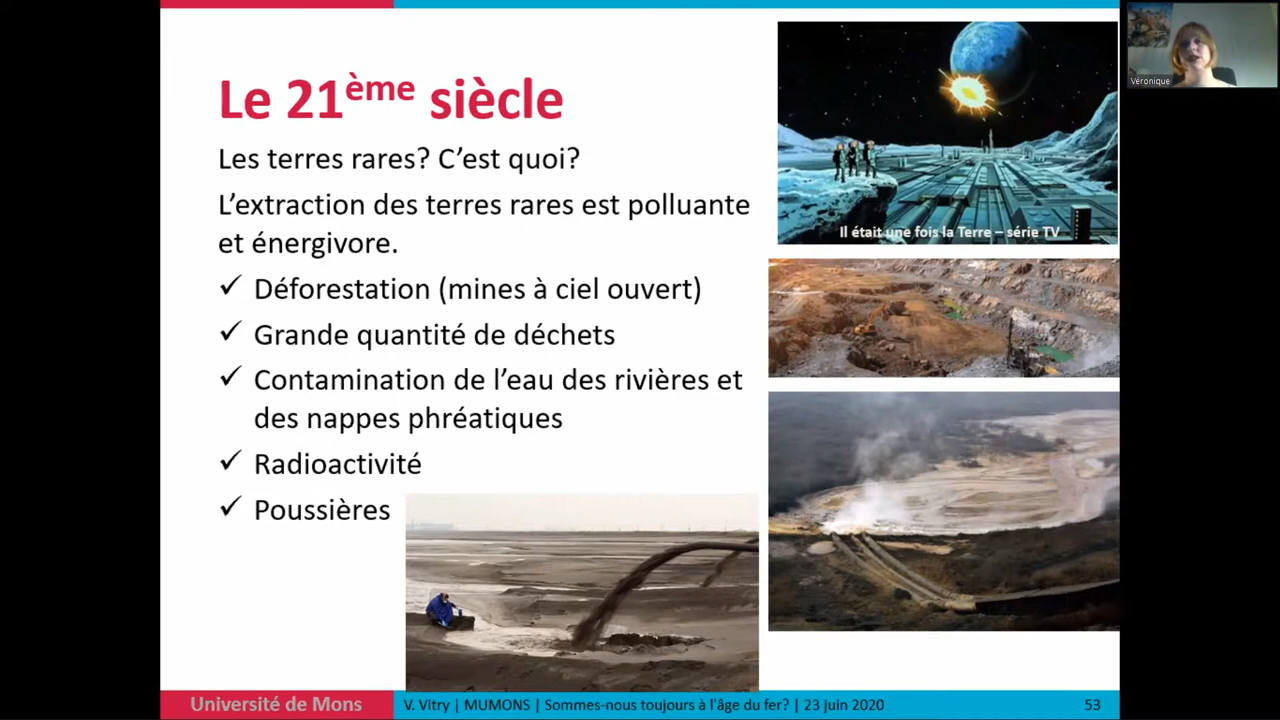 Le 21ème siècle
Les terres rares? C’est quoi?
L’extraction des terres rares est polluante
et énergivore.
✓ Déforestation (mines à ciel ouvert)
✓ Grande quantité de déchets
✓ Contamination de l’eau des rivières et
des nappes phréatiques
✓ Radioactivité
✓ Poussières
Il était une fois la Terre – série TV
Véronique
Université de Mons
V. Vitry | MUMONS | Sommes-nous toujours à l’âge du fer? | 23 juin 2020
53